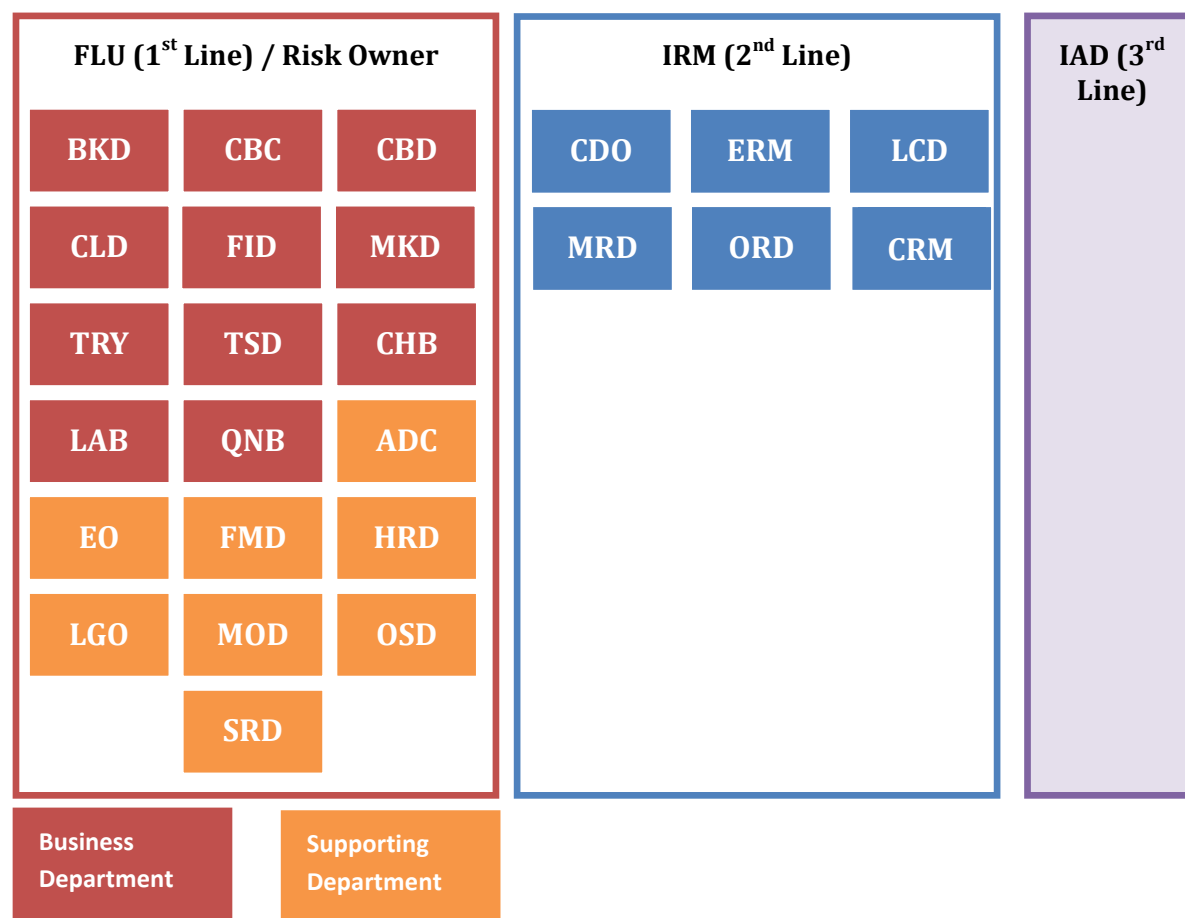 FLU (1st Line) / Risk Owner
IRM (2nd Line)
IAD (3rd
Line)
BKD CBC CBD
CDO ERM LCD
CLD FID MKD
MRD ORD CRM
TRY TSD CHB
LAB QNB ADC
EO FMD HRD
LGO MOD OSD
SRD
Business
Department
Supporting
Department